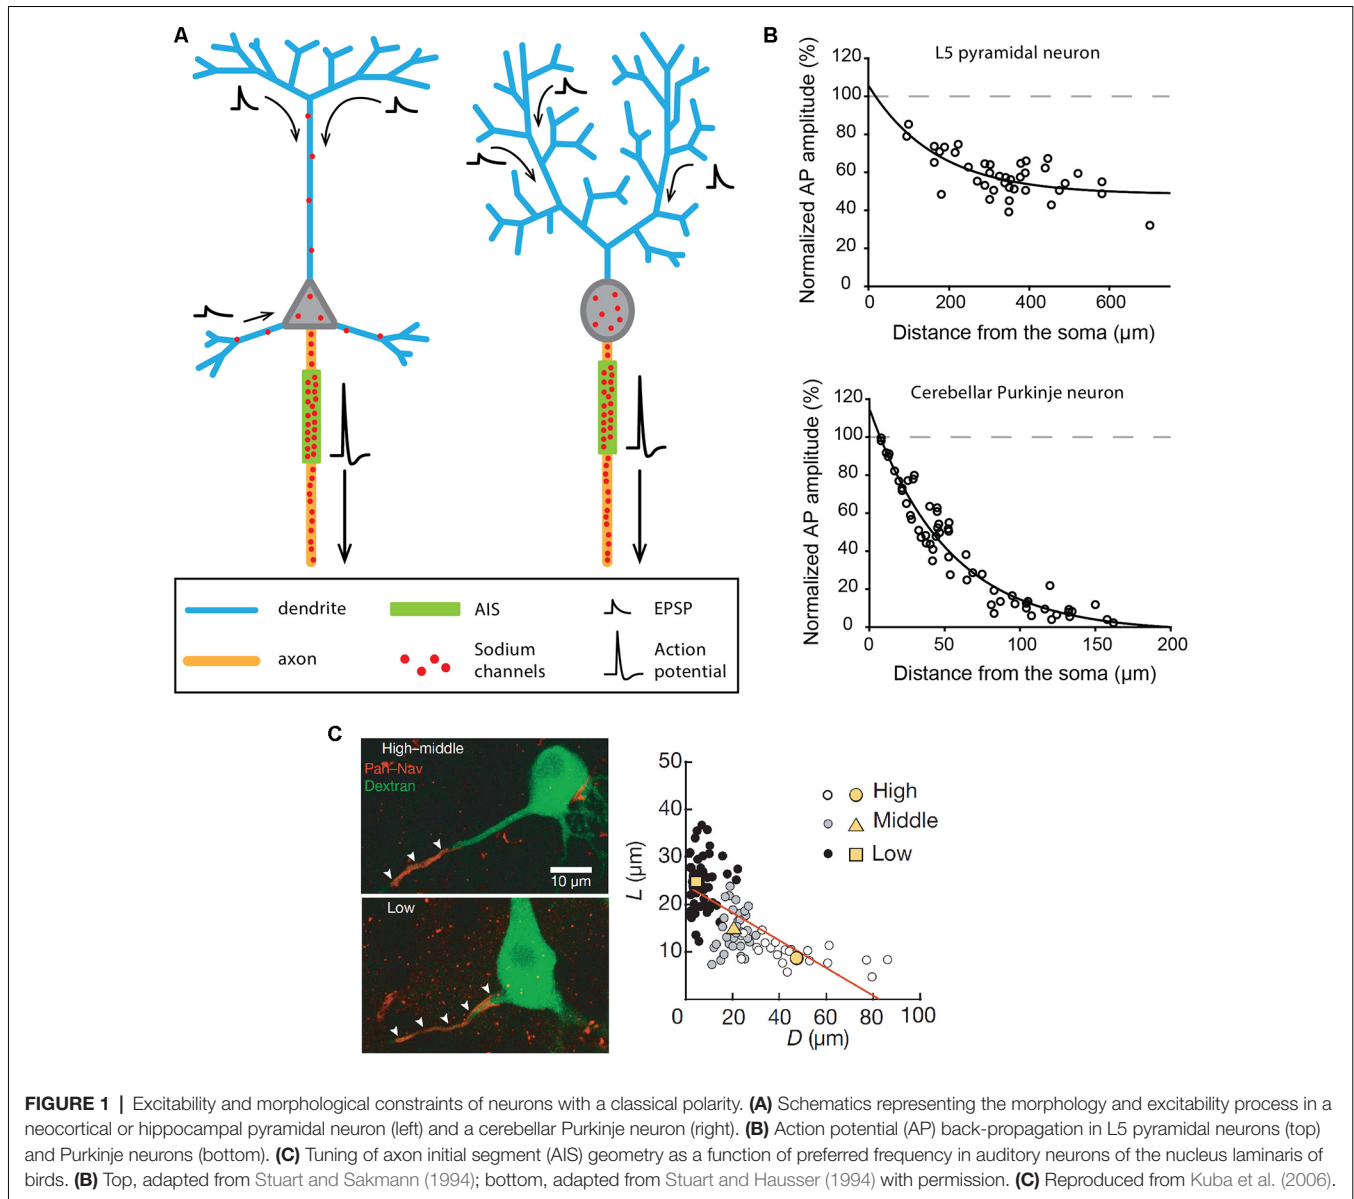 A
dendrite
axon
AIS
Sodium
channels
EPSP
Action
potential
B
L5 pyramidal neuron
Normalized AP amplitude (%)
120
100
80
60
40
20
0
0 200 400 600
Distance from the soma (µm)
Cerebellar Purkinje neuron
Normalized AP amplitude (%)
120
100
80
60
40
20
0
0 50 100 150 200
Distance from the soma (µm)
C
High–middle
Pan–Nav
Dextran
10 µm
Low
L (µm)
50
40
30
20
10
0 20 40 60 80 100
D (µm)
High
Middle
Low
FIGURE 1 | Excitability and morphological constraints of neurons with a classical polarity. (A) Schematics representing the morphology and excitability process in a
neocortical or hippocampal pyramidal neuron (left) and a cerebellar Purkinje neuron (right). (B) Action potential (AP) back-propagation in L5 pyramidal neurons (top)
and Purkinje neurons (bottom). (C) Tuning of axon initial segment (AIS) geometry as a function of preferred frequency in auditory neurons of the nucleus laminaris of
birds. (B) Top, adapted from Stuart and Sakmann (1994); bottom, adapted from Stuart and Hausser (1994) with permission. (C) Reproduced from Kuba et al. (2006).